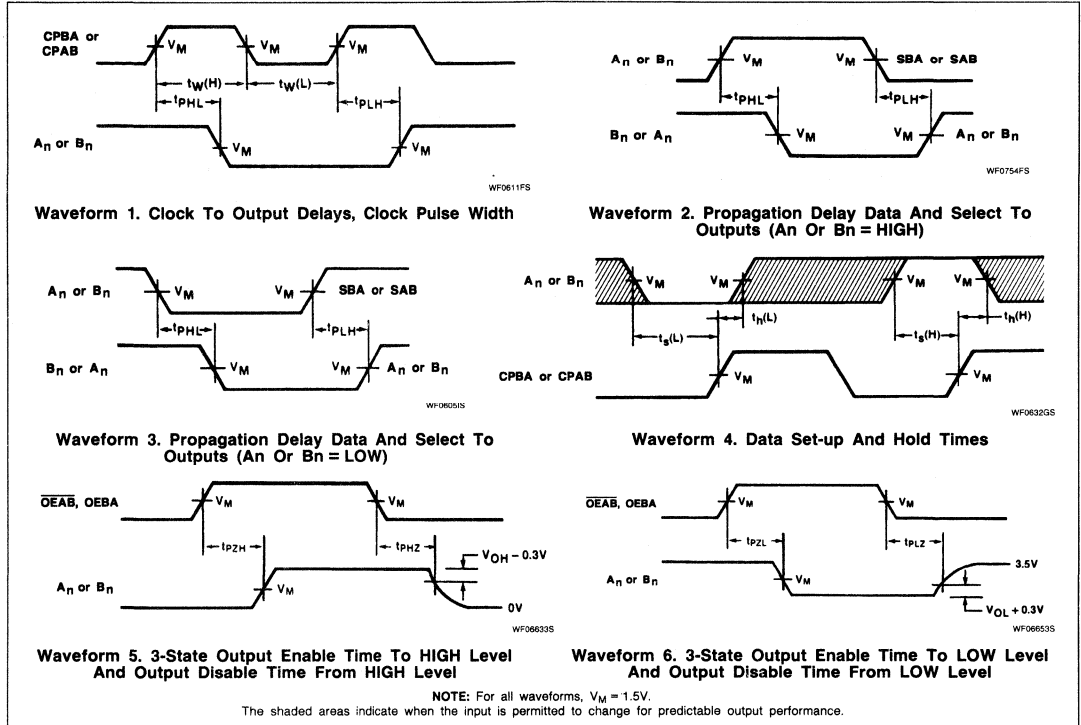 CPBA or
CPAB
VM
VM
VM
tW(H)
tW(L)
tPHL
tPLH
An or Bn
VM
VM
WF0611FS
Waveform 1. Clock To Output Delays, Clock Pulse Width
An or Bn
VM
VM
SBA or SAB
tPHL
tPLH
Bn or An
VM
VM
An or Bn
WF0754FS
Waveform 2. Propagation Delay Data And Select To
Outputs (An Or Bn = HIGH)
An or Bn
VM
VM
SBA or SAB
tPHL
tPLH
Bn or An
VM
VM
An or Bn
WF0605IS
Waveform 3. Propagation Delay Data And Select To
Outputs (An Or Bn = LOW)
An or Bn
VM
VM
VM
VM
th(L)
th(H)
ts(L)
ts(H)
CPBA or CPAB
VM
VM
WF0632GS
Waveform 4. Data Set-up And Hold Times
O̅E̅A̅B̅, OEBA
VM
VM
tPZH
tPHZ
VOH – 0.3V
An or Bn
VM
0V
WF06633S
Waveform 5. 3-State Output Enable Time To HIGH Level
And Output Disable Time From HIGH Level
O̅E̅A̅B̅, OEBA
VM
VM
tPZL
tPLZ
3.5V
An or Bn
VM
VOL + 0.3V
WF06653S
Waveform 6. 3-State Output Enable Time To LOW Level
And Output Disable Time From LOW Level
NOTE: For all waveforms, VM = 1.5V.
The shaded areas indicate when the input is permitted to change for predictable output performance.